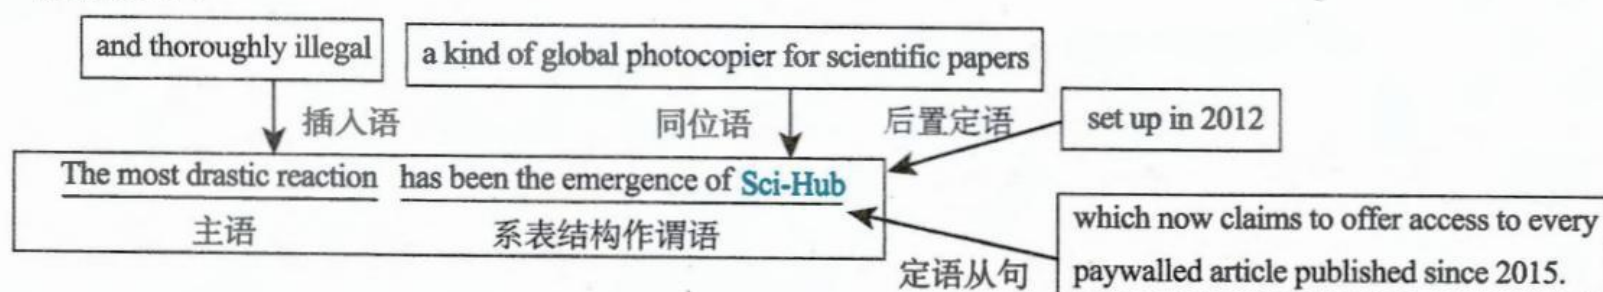 and thoroughly illegal
a kind of global photocopier for scientific papers
插入语
同位语
后置定语
set up in 2012
The most drastic reaction has been the emergence of Sci-Hub
主语
系表结构作谓语
定语从句
which now claims to offer access to every
paywalled article published since 2015.